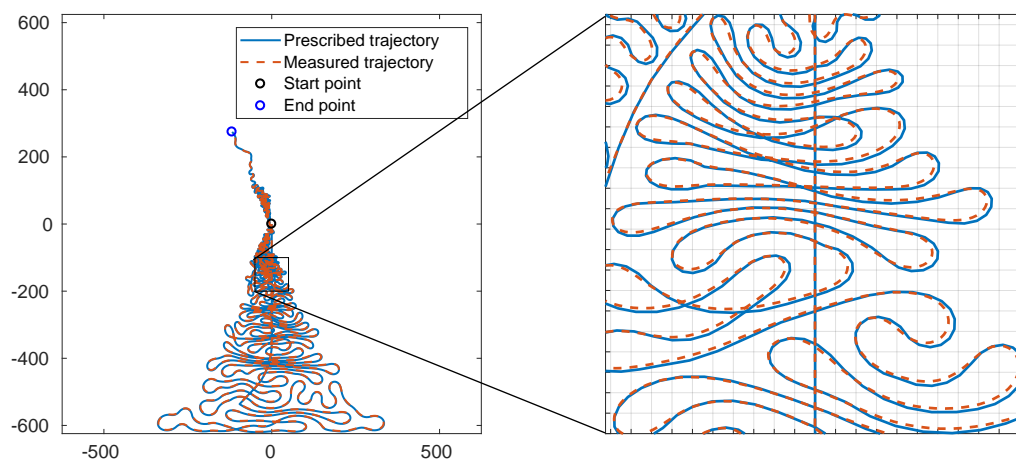 600
400
200
0
-200
-400
-600
-500
0
500
Prescribed trajectory
Measured trajectory
Start point
End point